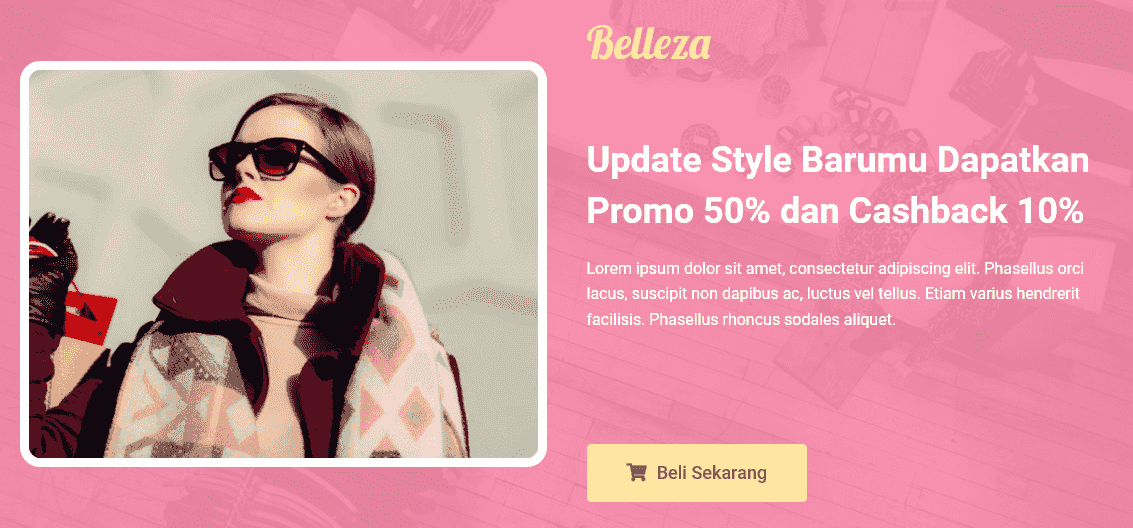 Belleza
Update Style Barumu Dapatkan
Promo 50% dan Cashback 10%
Lorem ipsum dolor sit amet, consectetur adipiscing elit. Phasellus orci
lacus, suscipit non dapibus ac, luctus vel tellus. Etiam varius hendrerit
facilisis. Phasellus rhoncus sodales aliquet.
Beli Sekarang